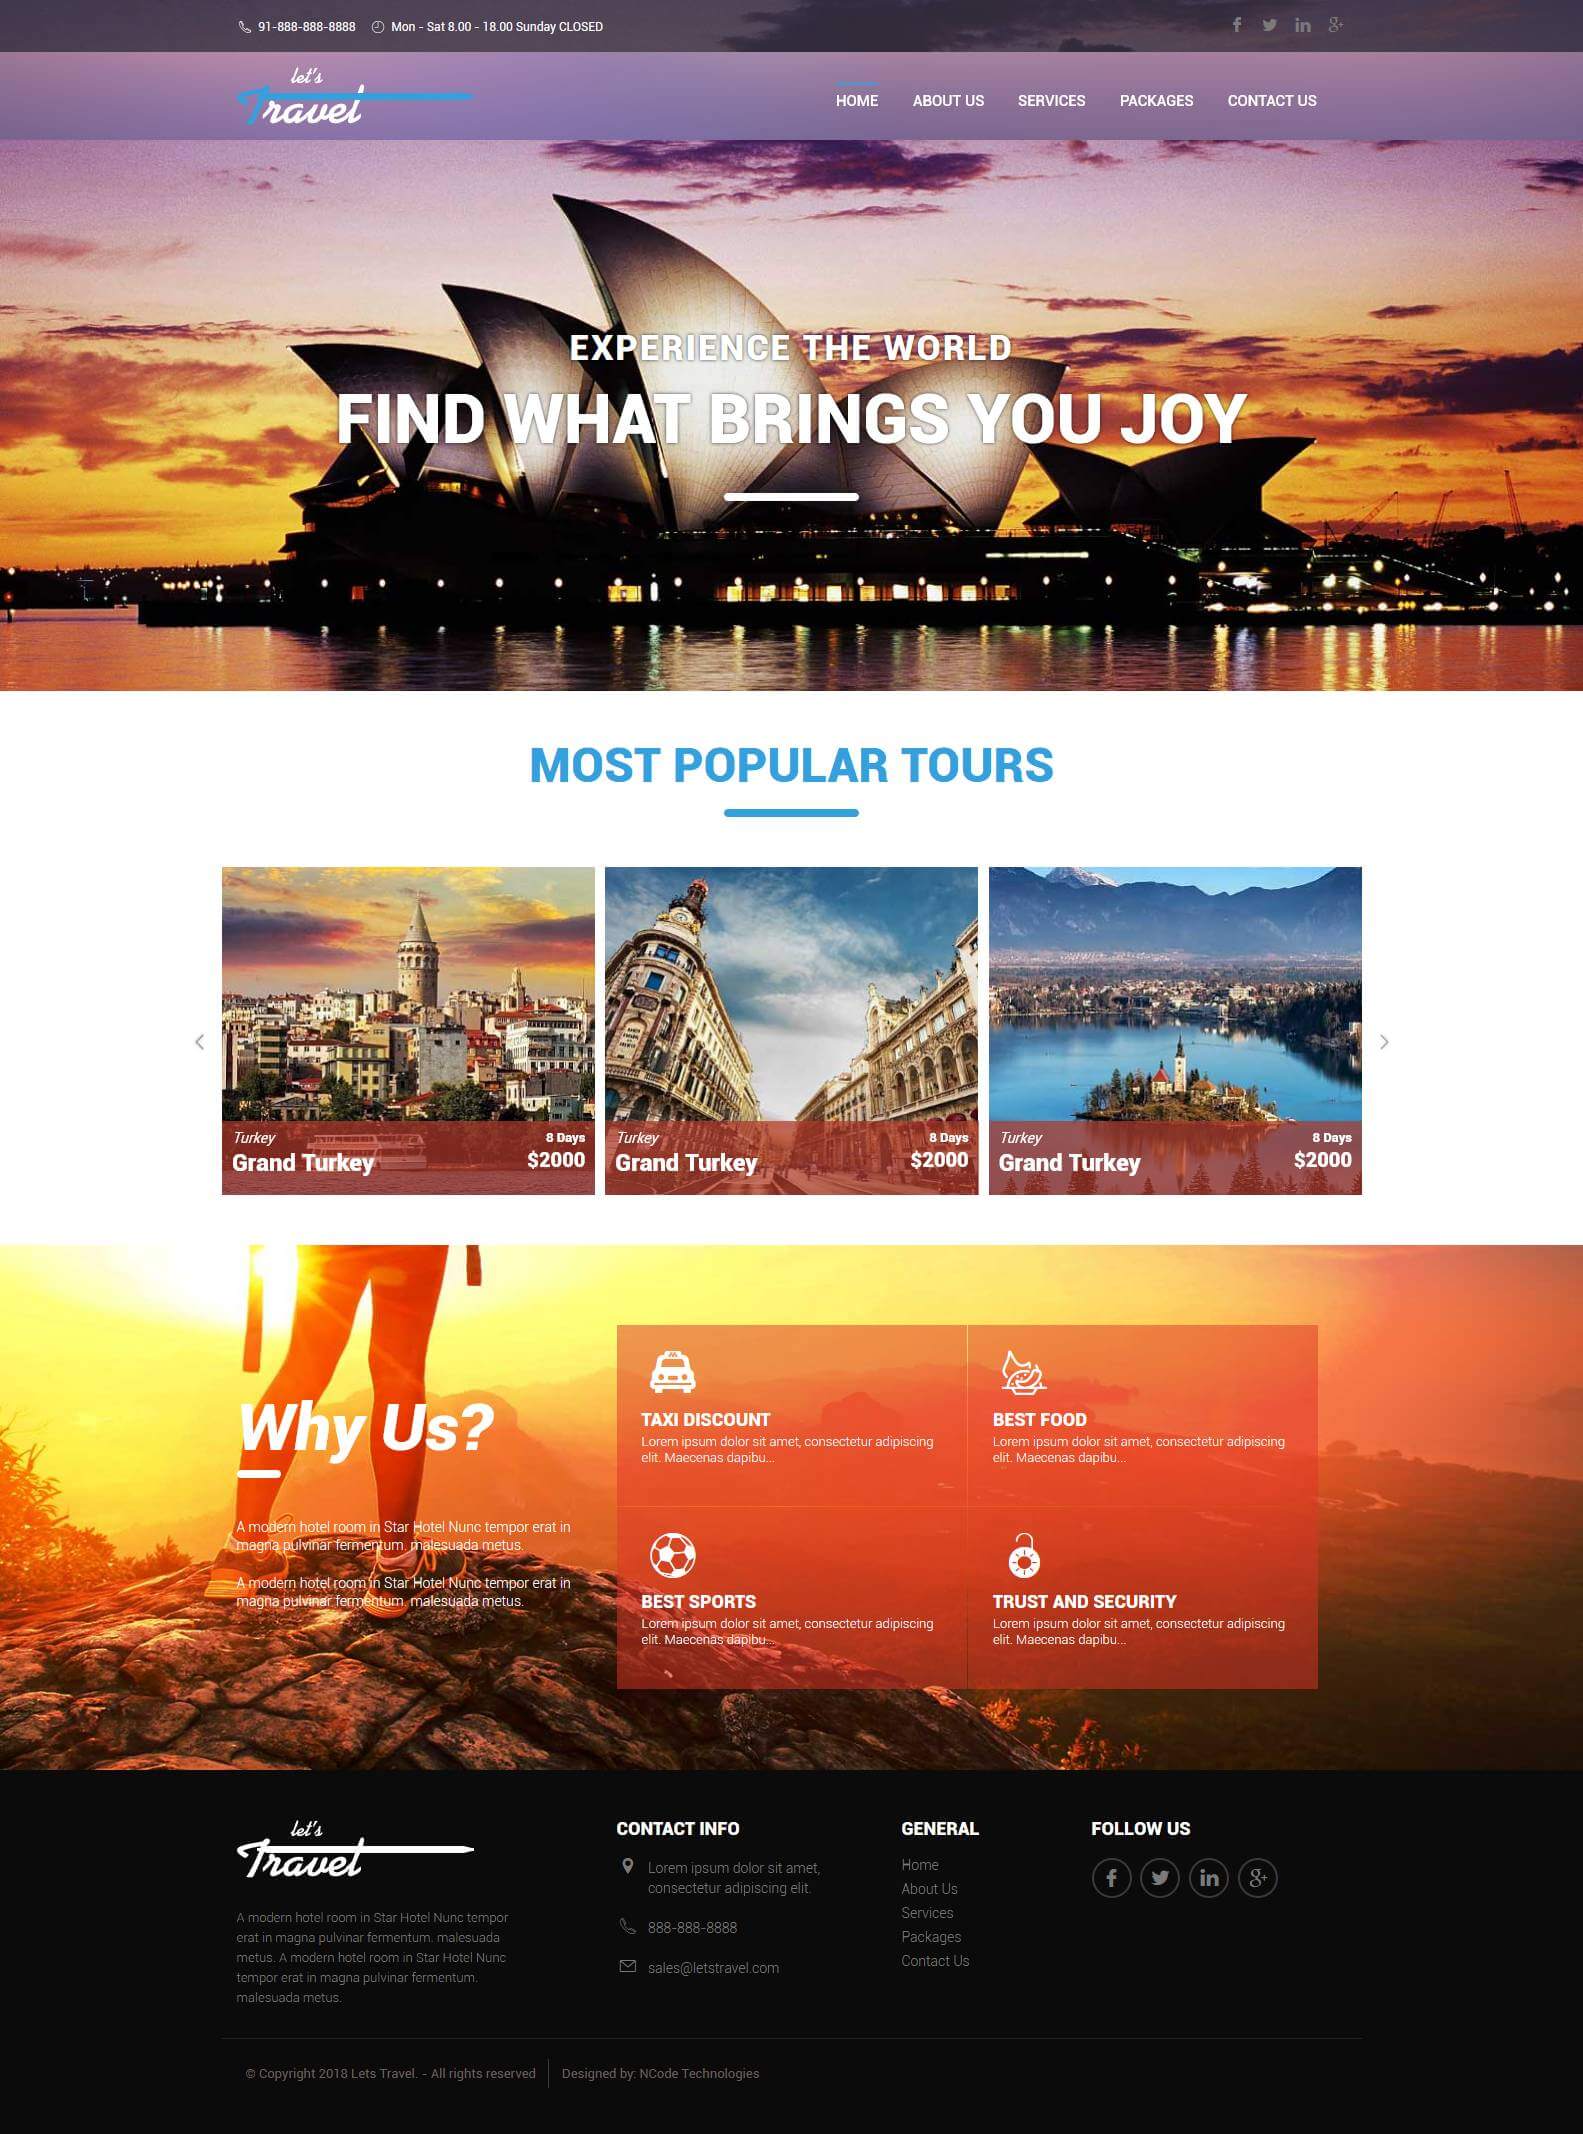 91-888-888-8888
Mon - Sat 8.00 - 18.00 Sunday CLOSED
let's
Travel
HOME
ABOUT US
SERVICES
PACKAGES
CONTACT US
EXPERIENCE THE WORLD
FIND WHAT BRINGS YOU JOY
MOST POPULAR TOURS
Turkey
8 Days
Grand Turkey
$2000
Turkey
8 Days
Grand Turkey
$2000
Turkey
8 Days
Grand Turkey
$2000
Why Us?
A modern hotel room in Star Hotel Nunc tempor erat in
magna pulvinar fermentum. malesuada metus.
A modern hotel room in Star Hotel Nunc tempor erat in
magna pulvinar fermentum. malesuada metus.
TAXI DISCOUNT
Lorem ipsum dolor sit amet, consectetur adipiscing
elit. Maecenas dapibu...
BEST FOOD
Lorem ipsum dolor sit amet, consectetur adipiscing
elit. Maecenas dapibu...
BEST SPORTS
Lorem ipsum dolor sit amet, consectetur adipiscing
elit. Maecenas dapibu...
TRUST AND SECURITY
Lorem ipsum dolor sit amet, consectetur adipiscing
elit. Maecenas dapibu...
let's
Travel
A modern hotel room in Star Hotel Nunc tempor
erat in magna pulvinar fermentum. malesuada
metus. A modern hotel room in Star Hotel Nunc
tempor erat in magna pulvinar fermentum.
malesuada metus.
CONTACT INFO
Lorem ipsum dolor sit amet,
consectetur adipiscing elit.
888-888-8888
sales@letstravel.com
GENERAL
Home
About Us
Services
Packages
Contact Us
FOLLOW US
© Copyright 2018 Lets Travel. - All rights reserved
Designed by: NCode Technologies